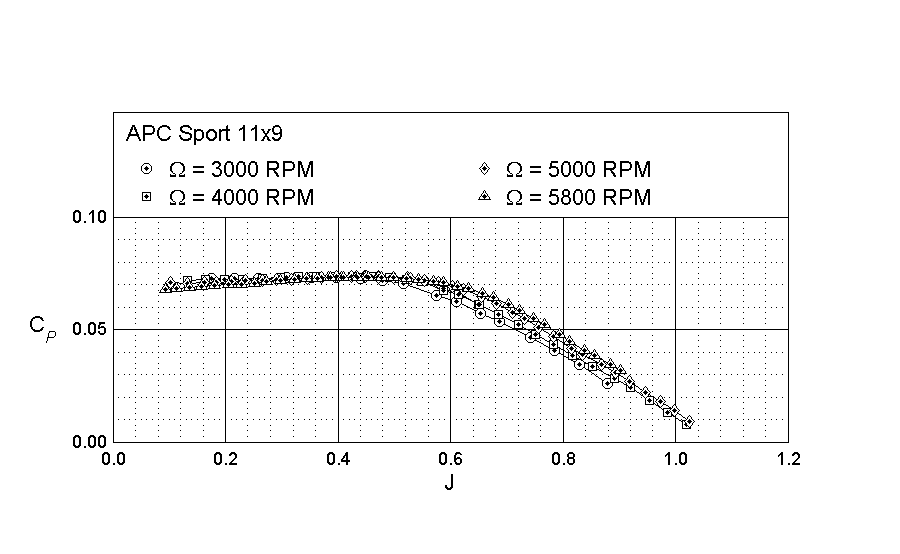 APC Sport 11x9
Ω = 3000 RPM
Ω = 5000 RPM
Ω = 4000 RPM
Ω = 5800 RPM
0.10
0.05
0.00
C_P
0.0 0.2 0.4 0.6 0.8 1.0 1.2
J